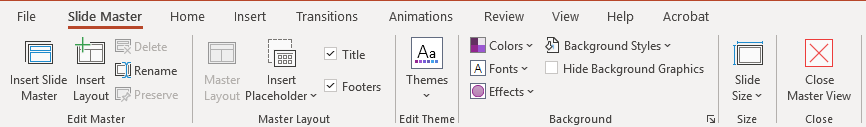 File Slide Master Home Insert Transitions Animations Review View Help Acrobat
Insert Slide Master
Insert Layout
Delete
Rename
Preserve
Edit Master
Master Layout
Insert Placeholder
Title
Footers
Master Layout
Aa
Themes
Edit Theme
Colors
A Fonts
Effects
Background Styles
Hide Background Graphics
Background
Slide Size
Size
Close Master View
Close